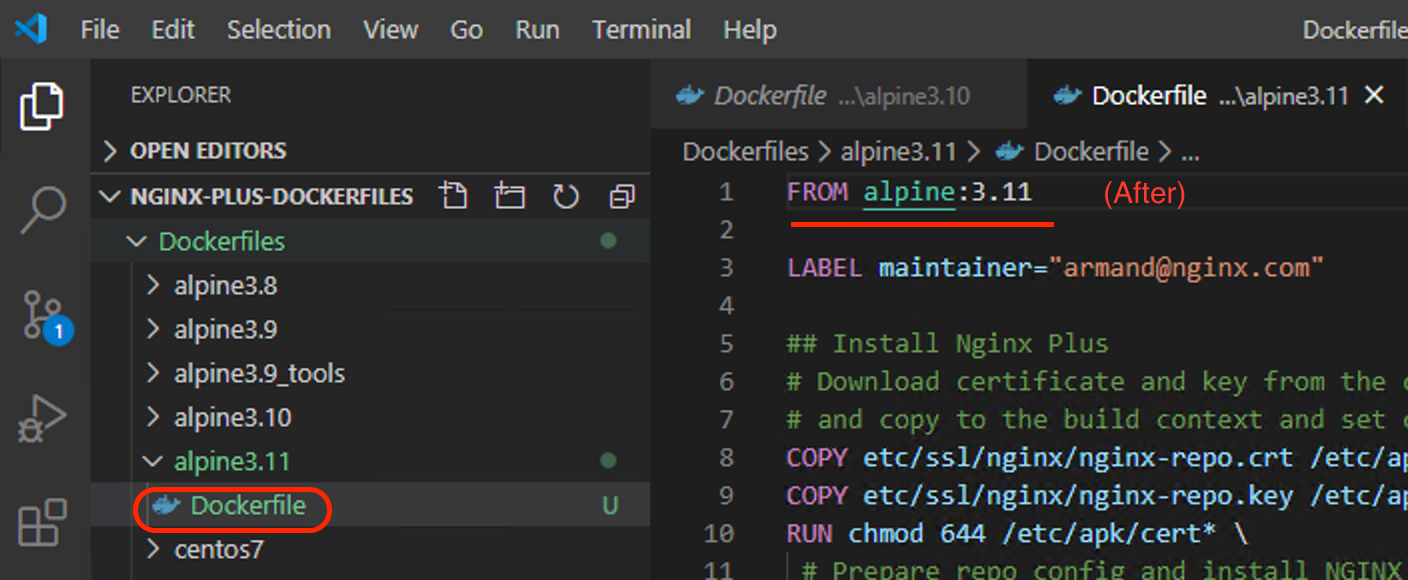 File Edit Selection View Go Run Terminal Help Dockerfile
EXPLORER
OPEN EDITORS
NGINX-PLUS-DOCKERFILES
Dockerfiles
alpine3.8
alpine3.9
alpine3.9_tools
alpine3.10
alpine3.11
Dockerfile U
centos7
1
Dockerfile ...\alpine3.10 Dockerfile ...\alpine3.11
Dockerfiles > alpine3.11 > Dockerfile > ...
1 FROM alpine:3.11 (After)
2
3 LABEL maintainer="armand@nginx.com"
4
5 ## Install Nginx Plus
6 # Download certificate and key from the
7 # and copy to the build context and set
8 COPY etc/ssl/nginx/nginx-repo.crt /etc/ap
9 COPY etc/ssl/nginx/nginx-repo.key /etc/ap
10 RUN chmod 644 /etc/apk/cert* \
11 # Prepare repo config and install NGINX